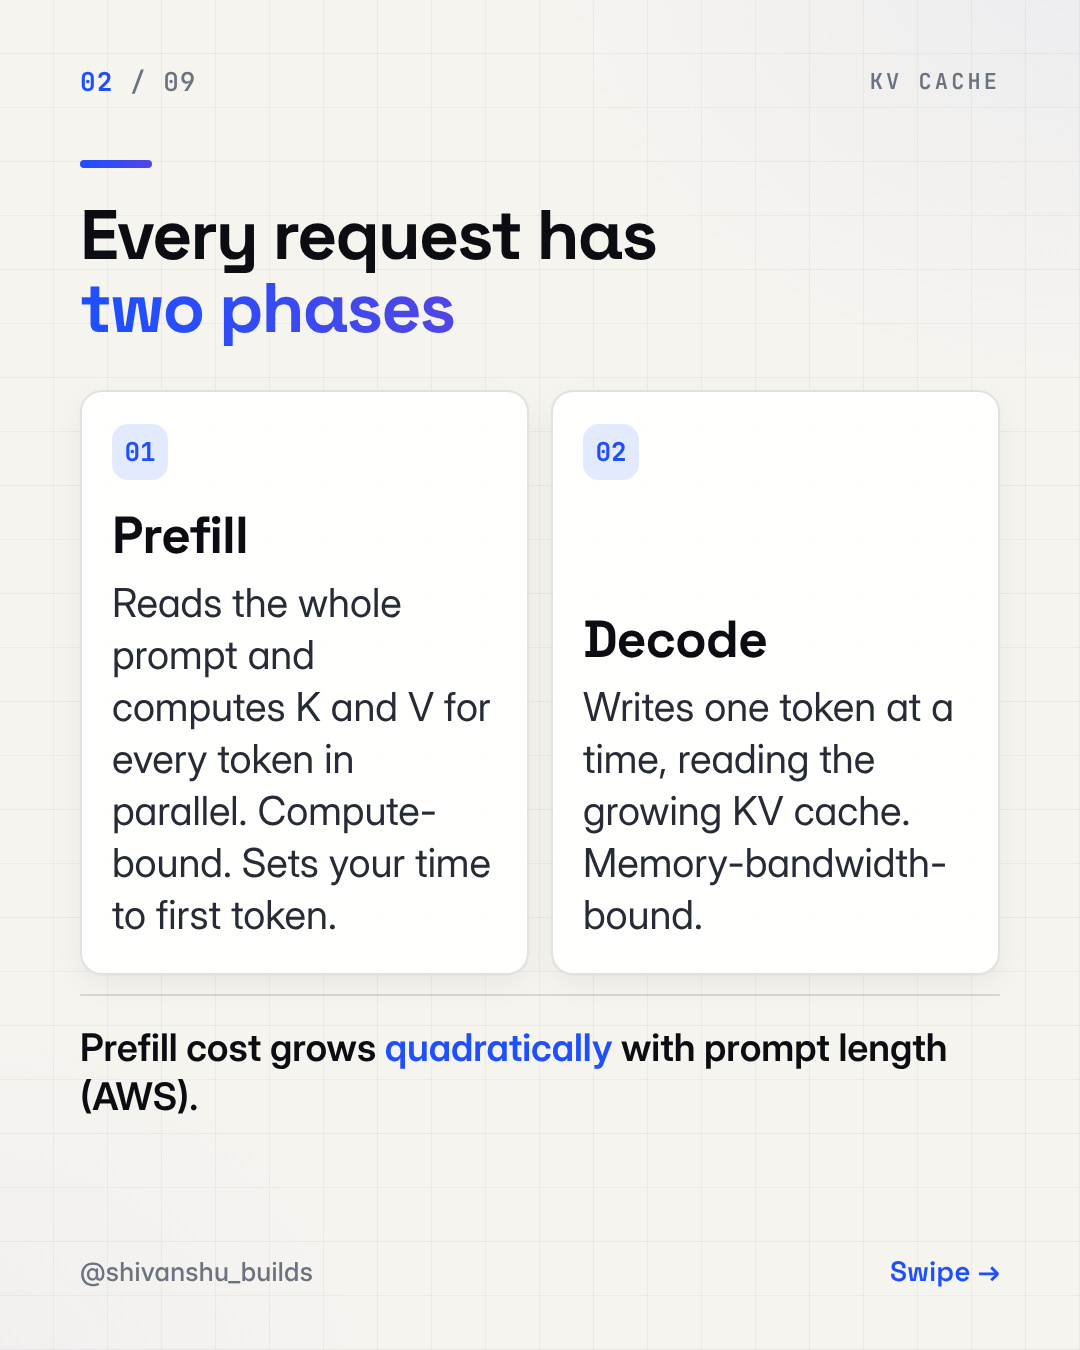 02 / 09
KV CACHE
Every request has
two phases
01
Prefill
Reads the whole
prompt and
computes K and V for
every token in
parallel. Compute-
bound. Sets your time
to first token.
02
Decode
Writes one token at a
time, reading the
growing KV cache.
Memory-bandwidth-
bound.
Prefill cost grows quadratically with prompt length
(AWS).
@shivanshu_builds
Swipe →